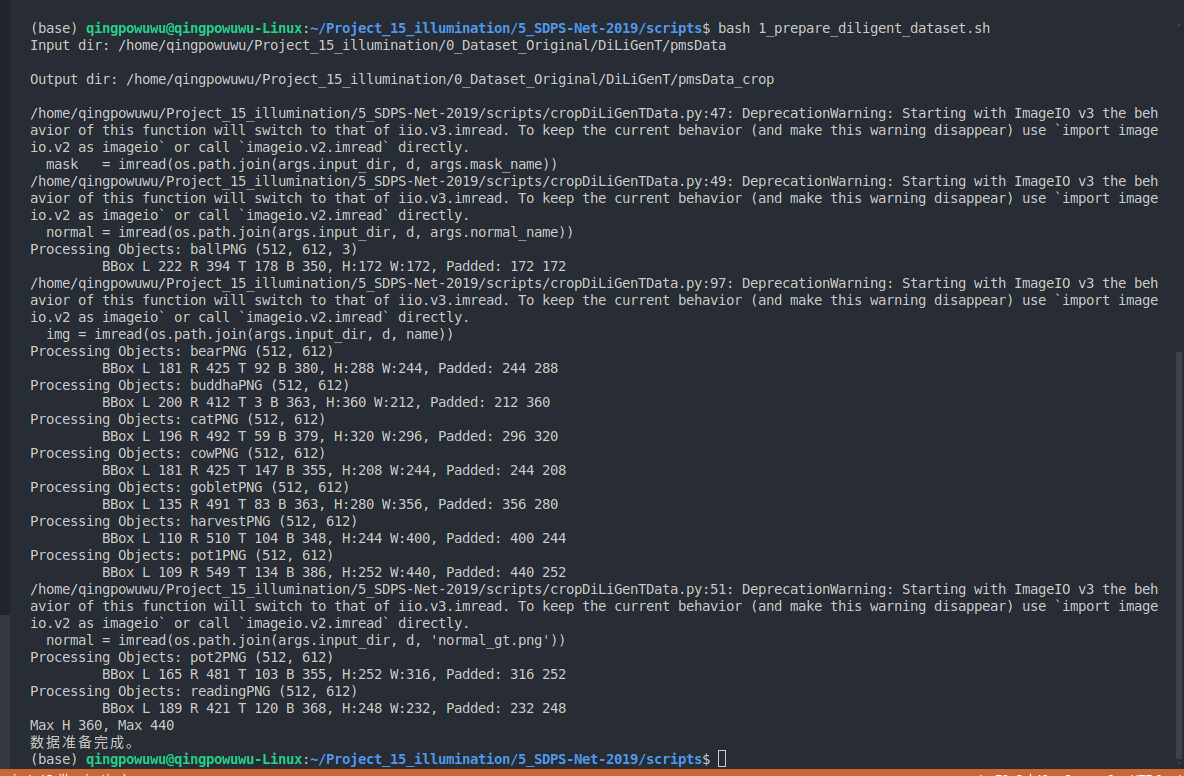 (base) qingpowuwu@qingpowuwu-Linux:~/Project_15_illumination/5_SDPS-Net-2019/scripts$ bash 1_prepare_diligent_dataset.sh
Input dir: /home/qingpowuwu/Project_15_illumination/0_Dataset_Original/DiLiGenT/pmsData
Output dir: /home/qingpowuwu/Project_15_illumination/0_Dataset_Original/DiLiGenT/pmsData_crop
/home/qingpowuwu/Project_15_illumination/5_SDPS-Net-2019/scripts/cropDiLiGenTData.py:47: DeprecationWarning: Starting with ImageIO v3 the beh
avior of this function will switch to that of iio.v3.imread. To keep the current behavior (and make this warning disappear) use `import image
io.v2 as imageio` or call `imageio.v2.imread` directly.
  mask   = imread(os.path.join(args.input_dir, d, args.mask_name))
/home/qingpowuwu/Project_15_illumination/5_SDPS-Net-2019/scripts/cropDiLiGenTData.py:49: DeprecationWarning: Starting with ImageIO v3 the beh
avior of this function will switch to that of iio.v3.imread. To keep the current behavior (and make this warning disappear) use `import image
io.v2 as imageio` or call `imageio.v2.imread` directly.
  normal = imread(os.path.join(args.input_dir, d, args.normal_name))
Processing Objects: ballPNG (512, 612, 3)
         BBox L 222 R 394 T 178 B 350, H:172 W:172, Padded: 172 172
/home/qingpowuwu/Project_15_illumination/5_SDPS-Net-2019/scripts/cropDiLiGenTData.py:97: DeprecationWarning: Starting with ImageIO v3 the beh
avior of this function will switch to that of iio.v3.imread. To keep the current behavior (and make this warning disappear) use `import image
io.v2 as imageio` or call `imageio.v2.imread` directly.
  img = imread(os.path.join(args.input_dir, d, name))
Processing Objects: bearPNG (512, 612)
         BBox L 181 R 425 T 92 B 380, H:288 W:244, Padded: 244 288
Processing Objects: buddhaPNG (512, 612)
         BBox L 200 R 412 T 3 B 363, H:360 W:212, Padded: 212 360
Processing Objects: catPNG (512, 612)
         BBox L 196 R 492 T 59 B 379, H:320 W:296, Padded: 296 320
Processing Objects: cowPNG (512, 612)
         BBox L 181 R 425 T 147 B 355, H:208 W:244, Padded: 244 208
Processing Objects: gobletPNG (512, 612)
         BBox L 135 R 491 T 83 B 363, H:280 W:356, Padded: 356 280
Processing Objects: harvestPNG (512, 612)
         BBox L 110 R 510 T 104 B 348, H:244 W:400, Padded: 400 244
Processing Objects: pot1PNG (512, 612)
         BBox L 109 R 549 T 134 B 386, H:252 W:440, Padded: 440 252
/home/qingpowuwu/Project_15_illumination/5_SDPS-Net-2019/scripts/cropDiLiGenTData.py:51: DeprecationWarning: Starting with ImageIO v3 the beh
avior of this function will switch to that of iio.v3.imread. To keep the current behavior (and make this warning disappear) use `import image
io.v2 as imageio` or call `imageio.v2.imread` directly.
  normal = imread(os.path.join(args.input_dir, d, 'normal_gt.png'))
Processing Objects: pot2PNG (512, 612)
         BBox L 165 R 481 T 103 B 355, H:252 W:316, Padded: 316 252
Processing Objects: readingPNG (512, 612)
         BBox L 189 R 421 T 120 B 368, H:248 W:232, Padded: 232 248
Max H 360, Max 440
数据准备完成。
(base) qingpowuwu@qingpowuwu-Linux:~/Project_15_illumination/5_SDPS-Net-2019/scripts$